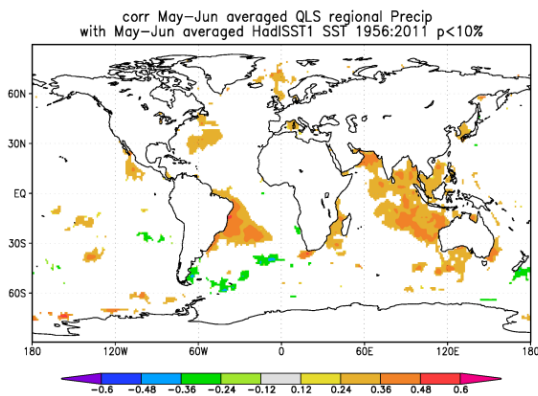 corr May-Jun averaged QLS regional Precip
with May-Jun averaged HadISST1 SST 1956:2011 p<10%
60N
30N
EQ
30S
60S
180 120W 60W 0 60E 120E 180
-0.6 -0.48 -0.36 -0.24 -0.12 0.12 0.24 0.36 0.48 0.6